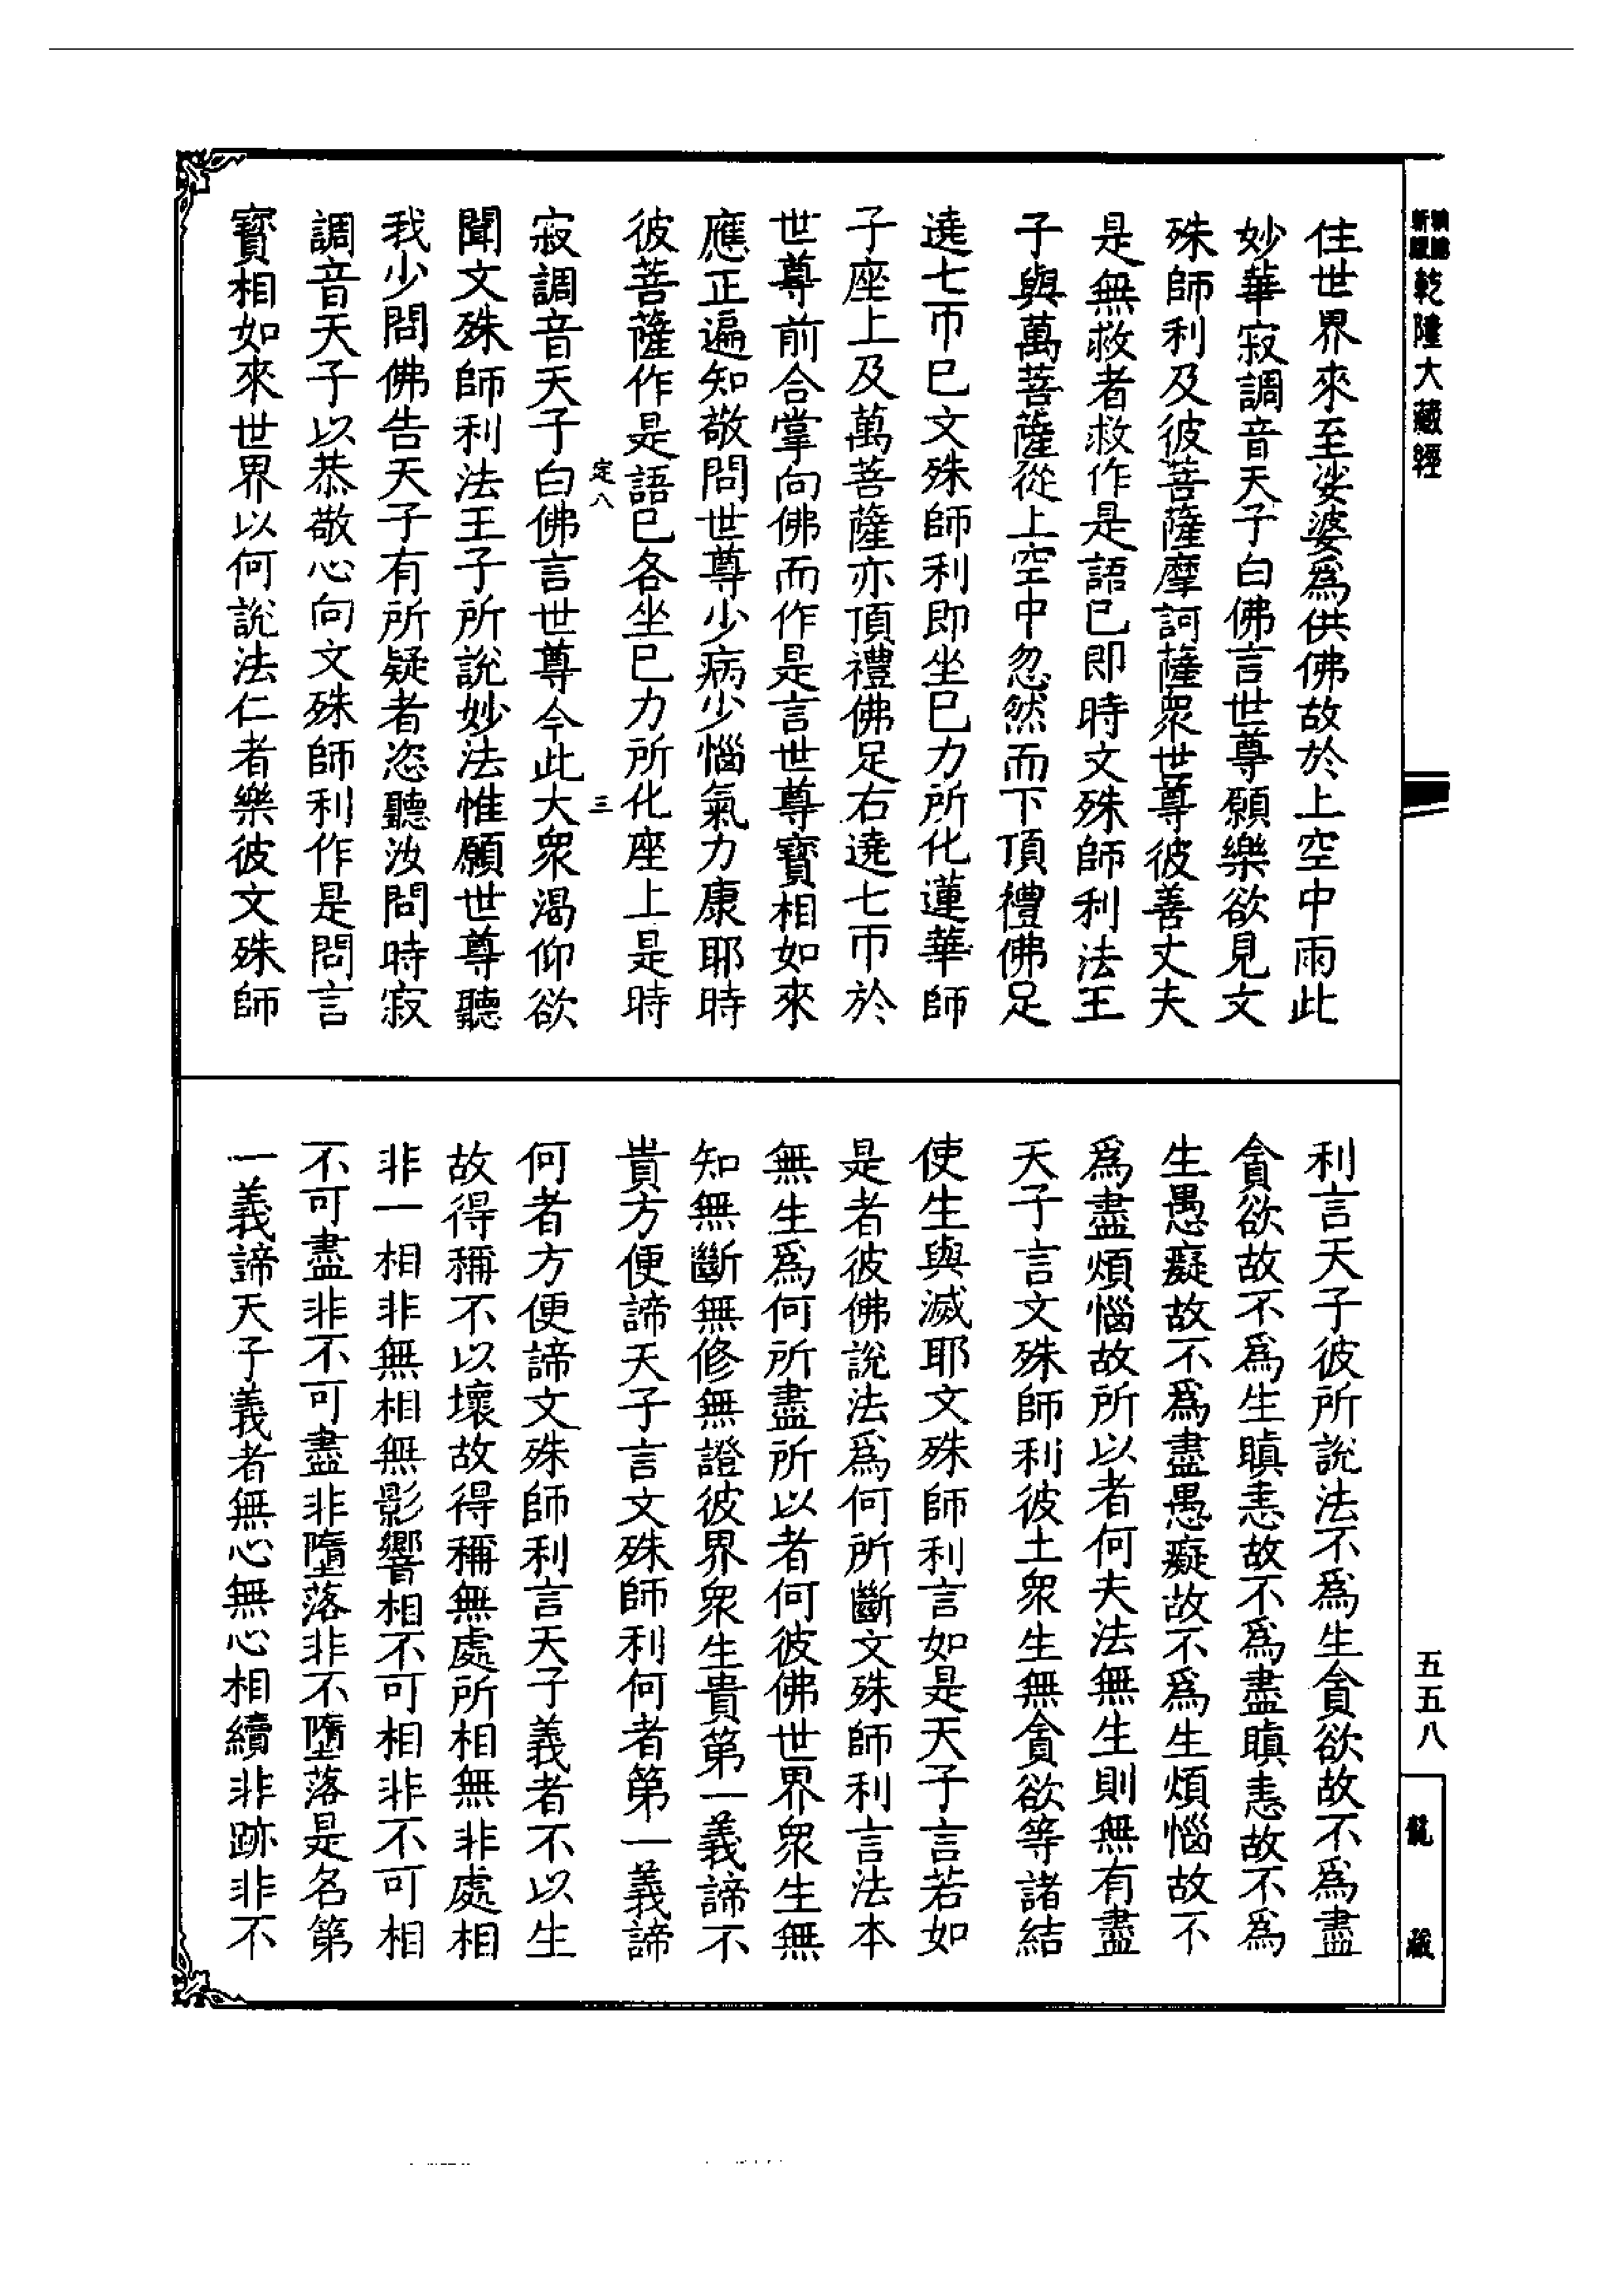 乾隆大藏經
住世界來至娑婆為供佛故於上空中雨此
妙華寂調音天子白佛言世尊願樂欲見文
殊師利及彼菩薩摩訶薩眾世尊彼善丈夫
是無救者救作是語已即時文殊師利法王
子與萬菩薩從上空中忽然而下頂禮佛足
遶七帀已文殊師利即坐已力所化蓮華師
子座上及萬菩薩亦頂禮佛足右遶七帀於
世尊前合掌向佛而作是言世尊寶相如來
應正遍知敬問世尊少病少惱氣力康耶時
彼菩薩作是語已各坐已力所化座上是時
定八 三
寂調音天子白佛言世尊今此大眾渴仰欲
聞文殊師利法王子所說妙法惟願世尊聽
我少問佛告天子有所疑者恣聽汝問時寂
調音天子以恭敬心向文殊師利作是問言
寶相如來世界以何說法仁者樂彼文殊師
利言天子彼所說法不為生貪欲故不為盡
貪欲故不為生瞋恚故不為盡瞋恚故不為
生愚癡故不為盡愚癡故不為生煩惱故不
為盡煩惱故所以者何夫法無生則無有盡
天子言文殊師利彼土眾生無貪欲等諸結
使生與滅耶文殊師利言如是天子言若如
是者彼佛說法為何所斷文殊師利言法本
無生為何所盡所以者何彼佛世界眾生無
知無斷無修無證彼界眾生貴第一義諦不
貴方便諦天子言文殊師利何者第一義諦
何者方便諦文殊師利言天子義者不以生
故得稱不以壞故得稱無處所相無非處相
非一相非無相無影響相不可相非不可相
不可盡非不可盡非墮落非不墮落是名第
一義諦天子義者無心無心相續非跡非不
五五八
龍藏